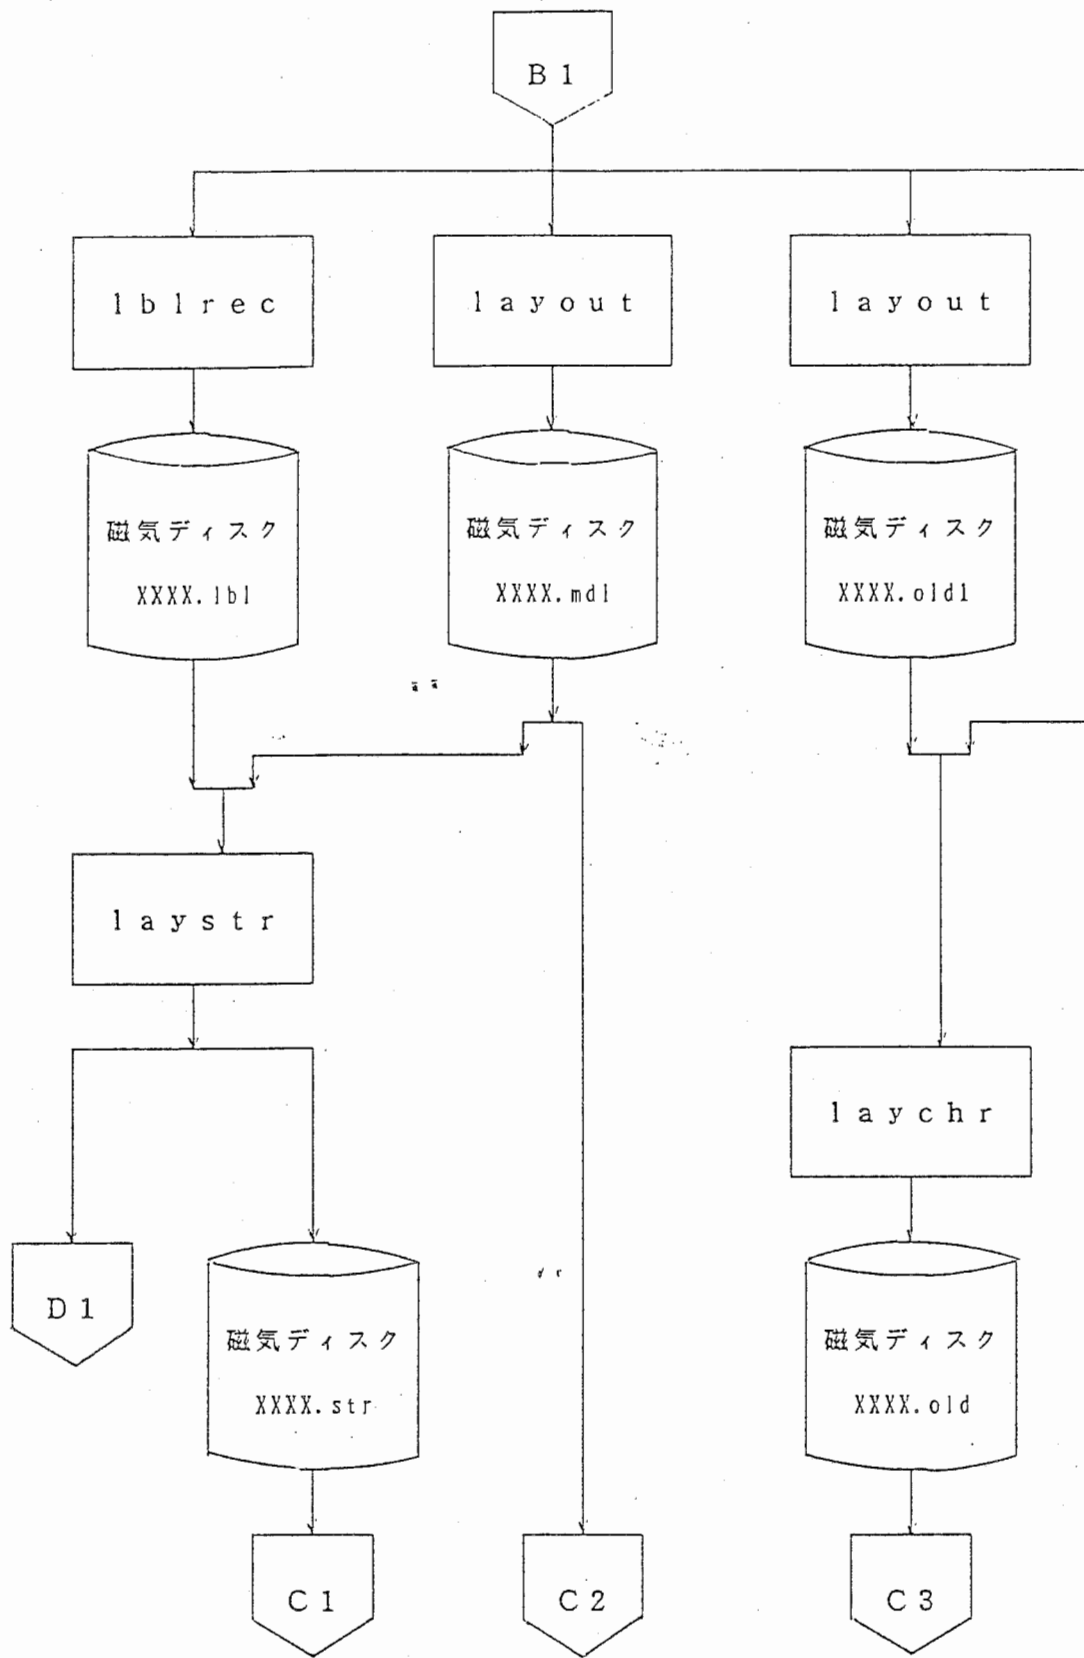 B1
lblrec
layout
layout
磁気ディスク
XXXX.lbl
磁気ディスク
XXXX.mdl
磁気ディスク
XXXX.old1
laystr
laychr
D1
磁気ディスク
XXXX.str
磁気ディスク
XXXX.old
C1
C2
C3